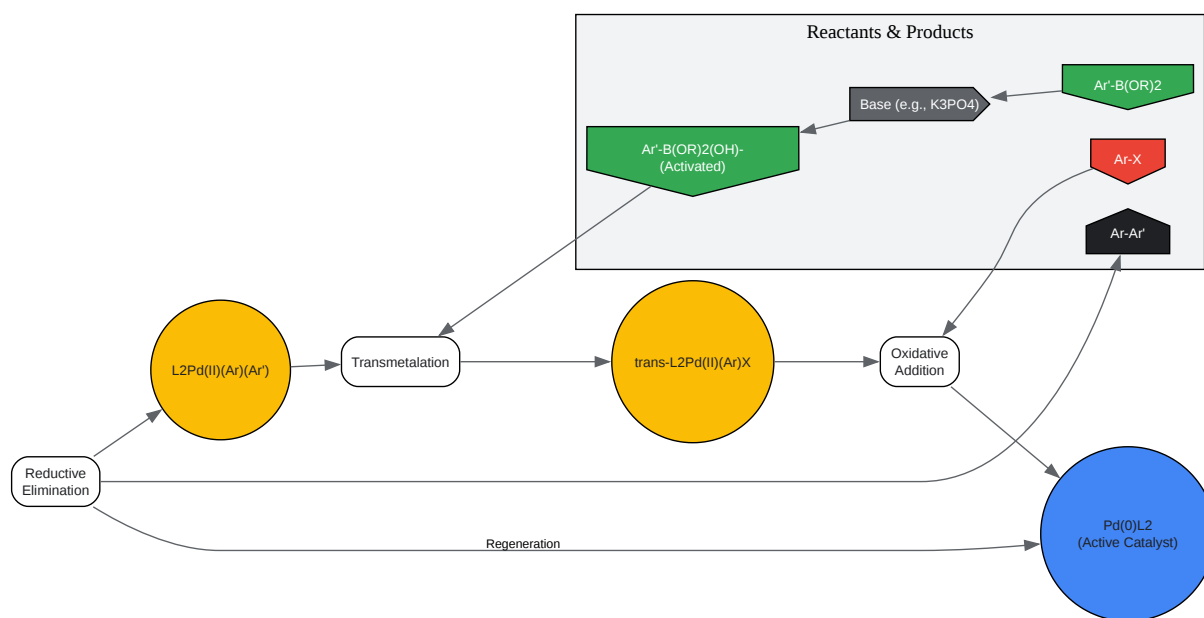 Reactants & Products
Ar'-B(OR)2
Base (e.g., K3PO4)
Ar'-B(OR)2(OH)-
(Activated)
Ar-X
Ar-Ar'
L2Pd(II)(Ar)(Ar')
Transmetalation
trans-L2Pd(II)(Ar)X
Oxidative
Addition
Reductive
Elimination
Regeneration
Pd(0)L2
(Active Catalyst)